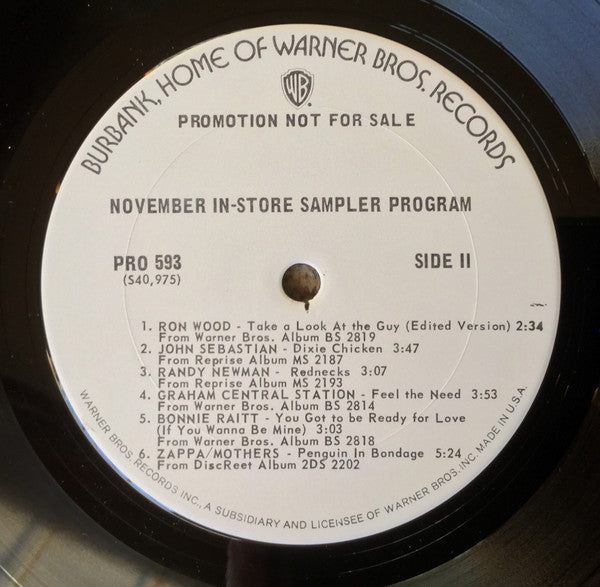 BURBANK, HOME OF WARNER BROS. RECORDS
WB
PROMOTION NOT FOR SALE
NOVEMBER IN-STORE SAMPLER PROGRAM
PRO 593
(S40,975)
SIDE II
1. RON WOOD - Take a Look At the Guy (Edited Version) 2:34
From Warner Bros. Album BS 2819
2. JOHN SEBASTIAN - Dixie Chicken 3:47
From Reprise Album MS 2187
3. RANDY NEWMAN - Rednecks 3:07
From Reprise Album MS 2193
4. GRAHAM CENTRAL STATION - Feel the Need 3:53
From Warner Bros. Album BS 2814
5. BONNIE RAITT - You Got to be Ready for Love
(If You Wanna Be Mine) 3:03
From Warner Bros. Album BS 2818
6. ZAPPA/MOTHERS - Penguin In Bondage 5:24
From DiscReet Album 2DS 2202
WARNER BROS. RECORDS INC., A SUBSIDIARY AND LICENSEE OF WARNER BROS. INC. MADE IN U.S.A.